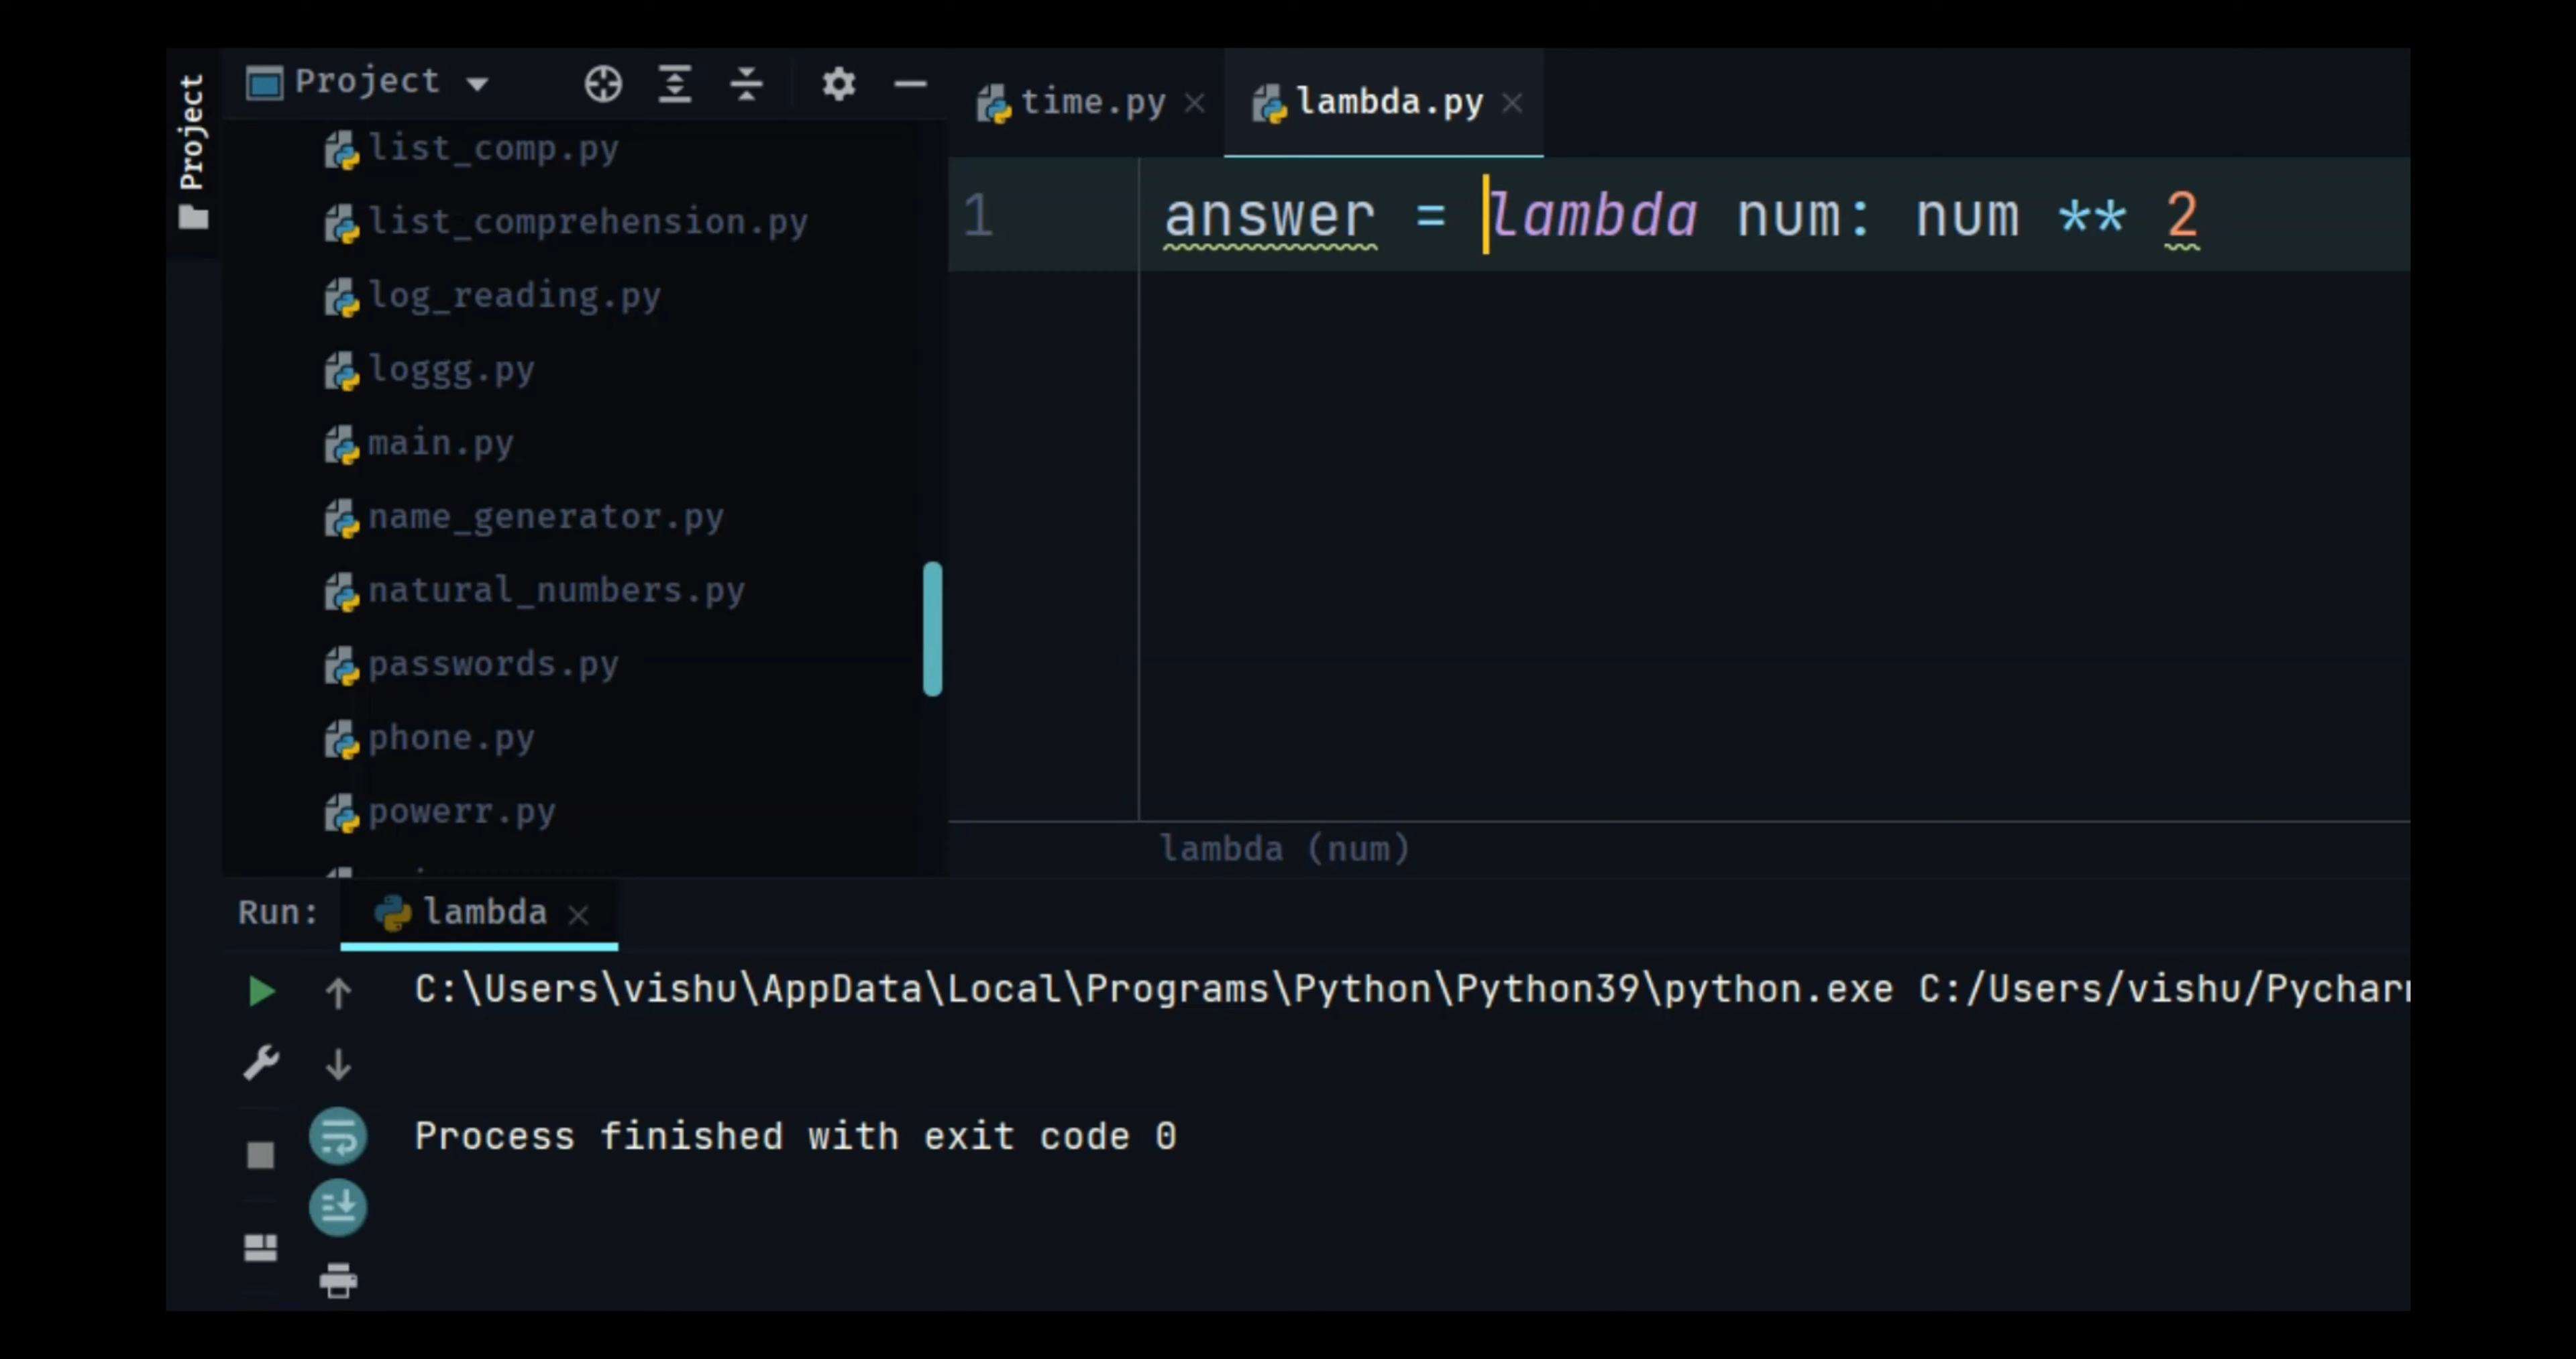 Project
Project
time.py
lambda.py
list_comp.py
list_comprehension.py
log_reading.py
loggg.py
main.py
name_generator.py
natural_numbers.py
passwords.py
phone.py
powerr.py
1 answer = lambda num: num ** 2
lambda (num)
Run: lambda
C:\Users\vishu\AppData\Local\Programs\Python\Python39\python.exe C:/Users/vishu/Pychar
Process finished with exit code 0